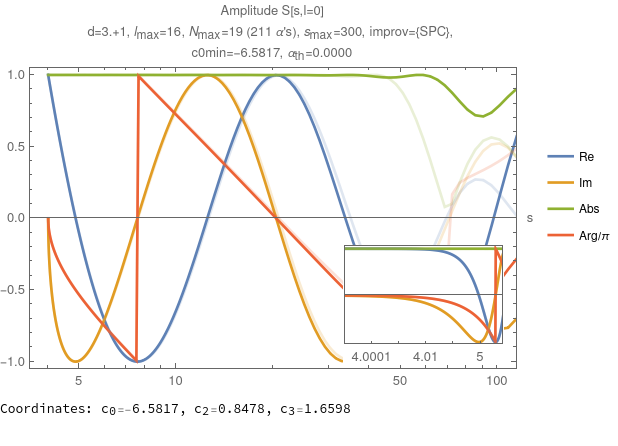 Amplitude S[s,l=0]
d=3.+1, lmax=16, Nmax=19 (211 α's), smax=300, improv={SPC},
c0min=-6.5817, αth=0.0000
1.0
0.5
0.0
-0.5
-1.0
s
Re
Im
Abs
Arg/π
4.0001 4.01 5
5 10 50 100
Coordinates: c0=-6.5817, c2=0.8478, c3=1.6598